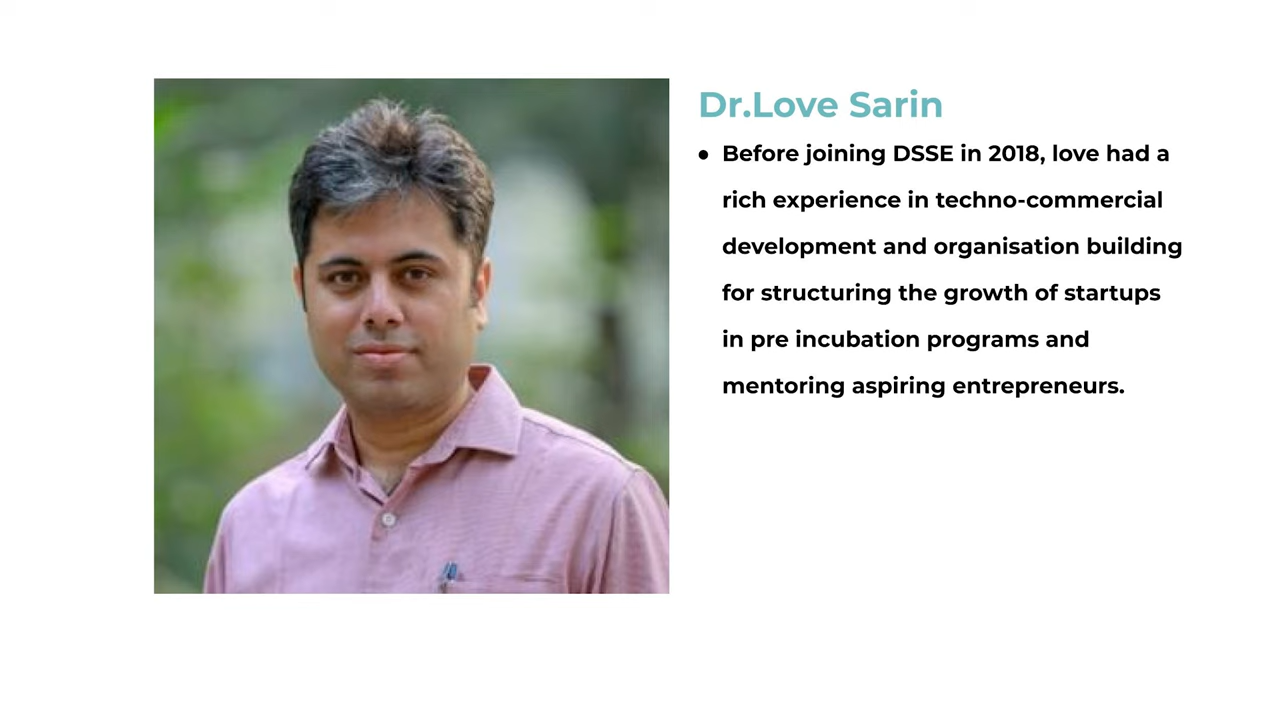 Dr.Love Sarin
● Before joining DSSE in 2018, love had a
rich experience in techno-commercial
development and organisation building
for structuring the growth of startups
in pre incubation programs and
mentoring aspiring entrepreneurs.